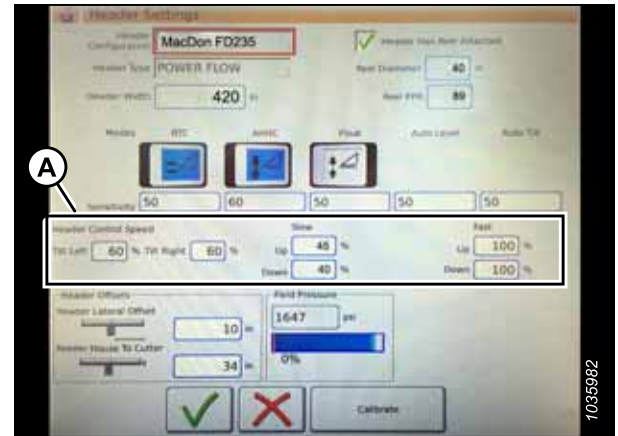 Header Settings
Header Configuration MacDon FD235 Header Has Reel Attached
Header Type POWER FLOW Reel Diameter 40 in
Header Width 420 in Reel PPR 89
Modes RTC AHHC Float Auto Level Auto Tilt
Sensitivity 50 60 50 50 50
A
Header Control Speed Slow Fast
Tilt Left 60 % Tilt Right 60 % Up 45 % Up 100 %
Down 40 % Down 100 %
Header Offsets Field Pressure
Header Lateral Offset 1647 psi
10 in
Feeder House To Cutter 0%
34 in
Calibrate
1035982